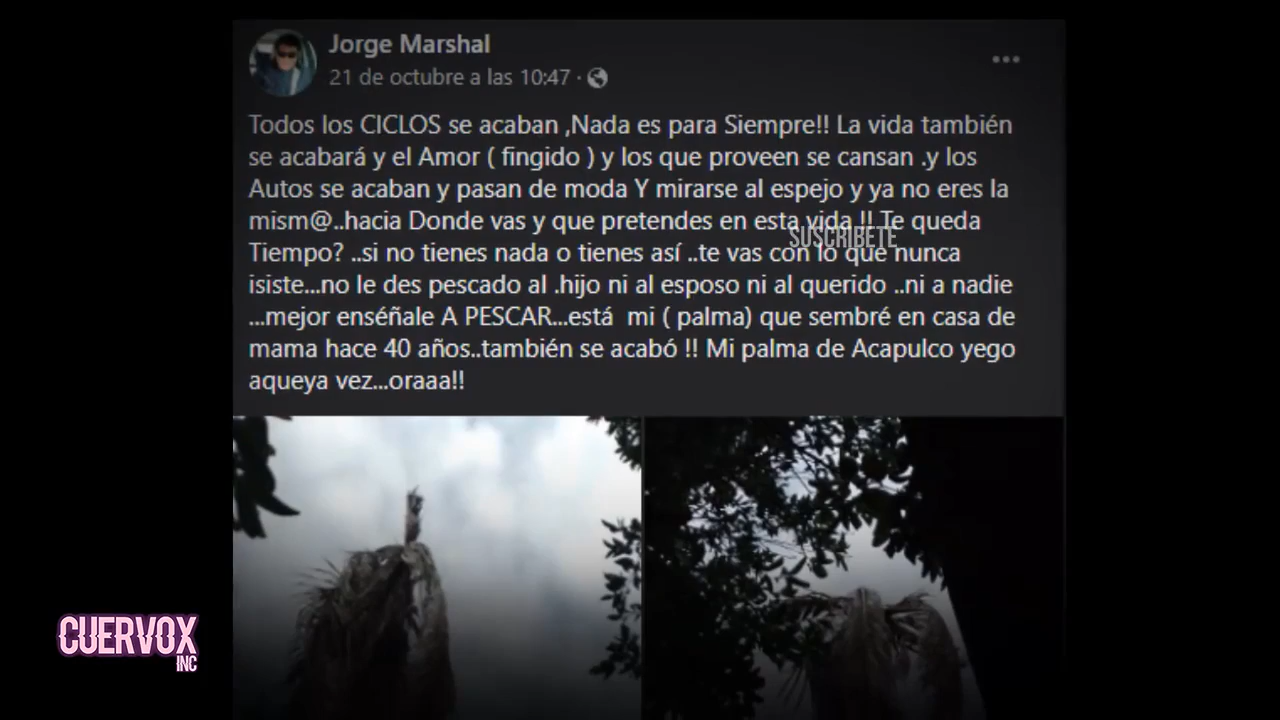 Jorge Marshal
21 de octubre a las 10:47 ·
Todos los CICLOS se acaban ,Nada es para Siempre!! La vida también
se acabará y el Amor ( fingido ) y los que proveen se cansan .y los
Autos se acaban y pasan de moda Y mirarse al espejo y ya no eres la
mism@..hacia Donde vas y que pretendes en esta vida !! Te queda
SUSCRIBETE
Tiempo? ..si no tienes nada o tienes así ..te vas con lo que nunca
isiste...no le des pescado al .hijo ni al esposo ni al querido ..ni a nadie
...mejor enséñale A PESCAR...está  mi ( palma) que sembré en casa de
mama hace 40 años..también se acabó !! Mi palma de Acapulco yego
aqueya vez...oraaa!!
CUERVOX
INC